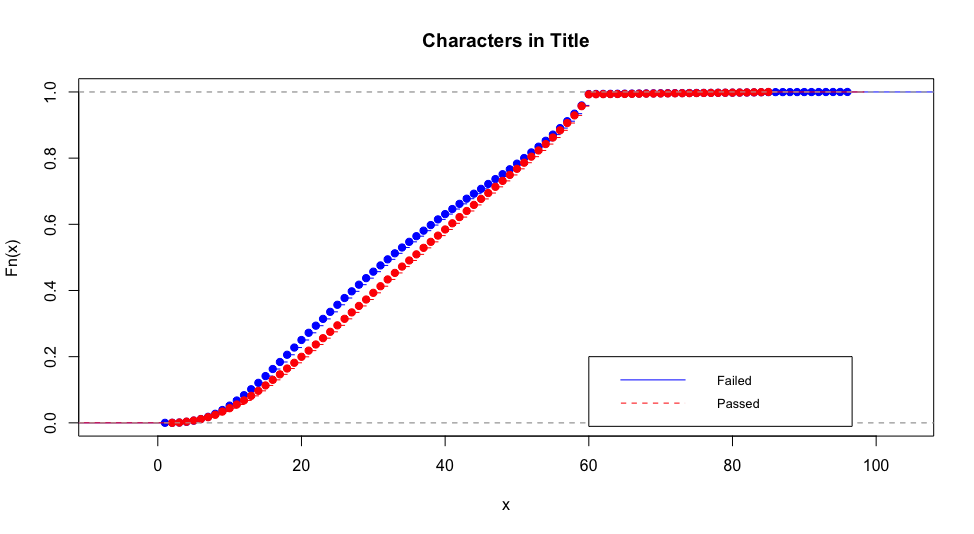 Characters in Title
Fn(x)
1.0
0.8
0.6
0.4
0.2
0.0
Failed
Passed
0 20 40 60 80 100
x